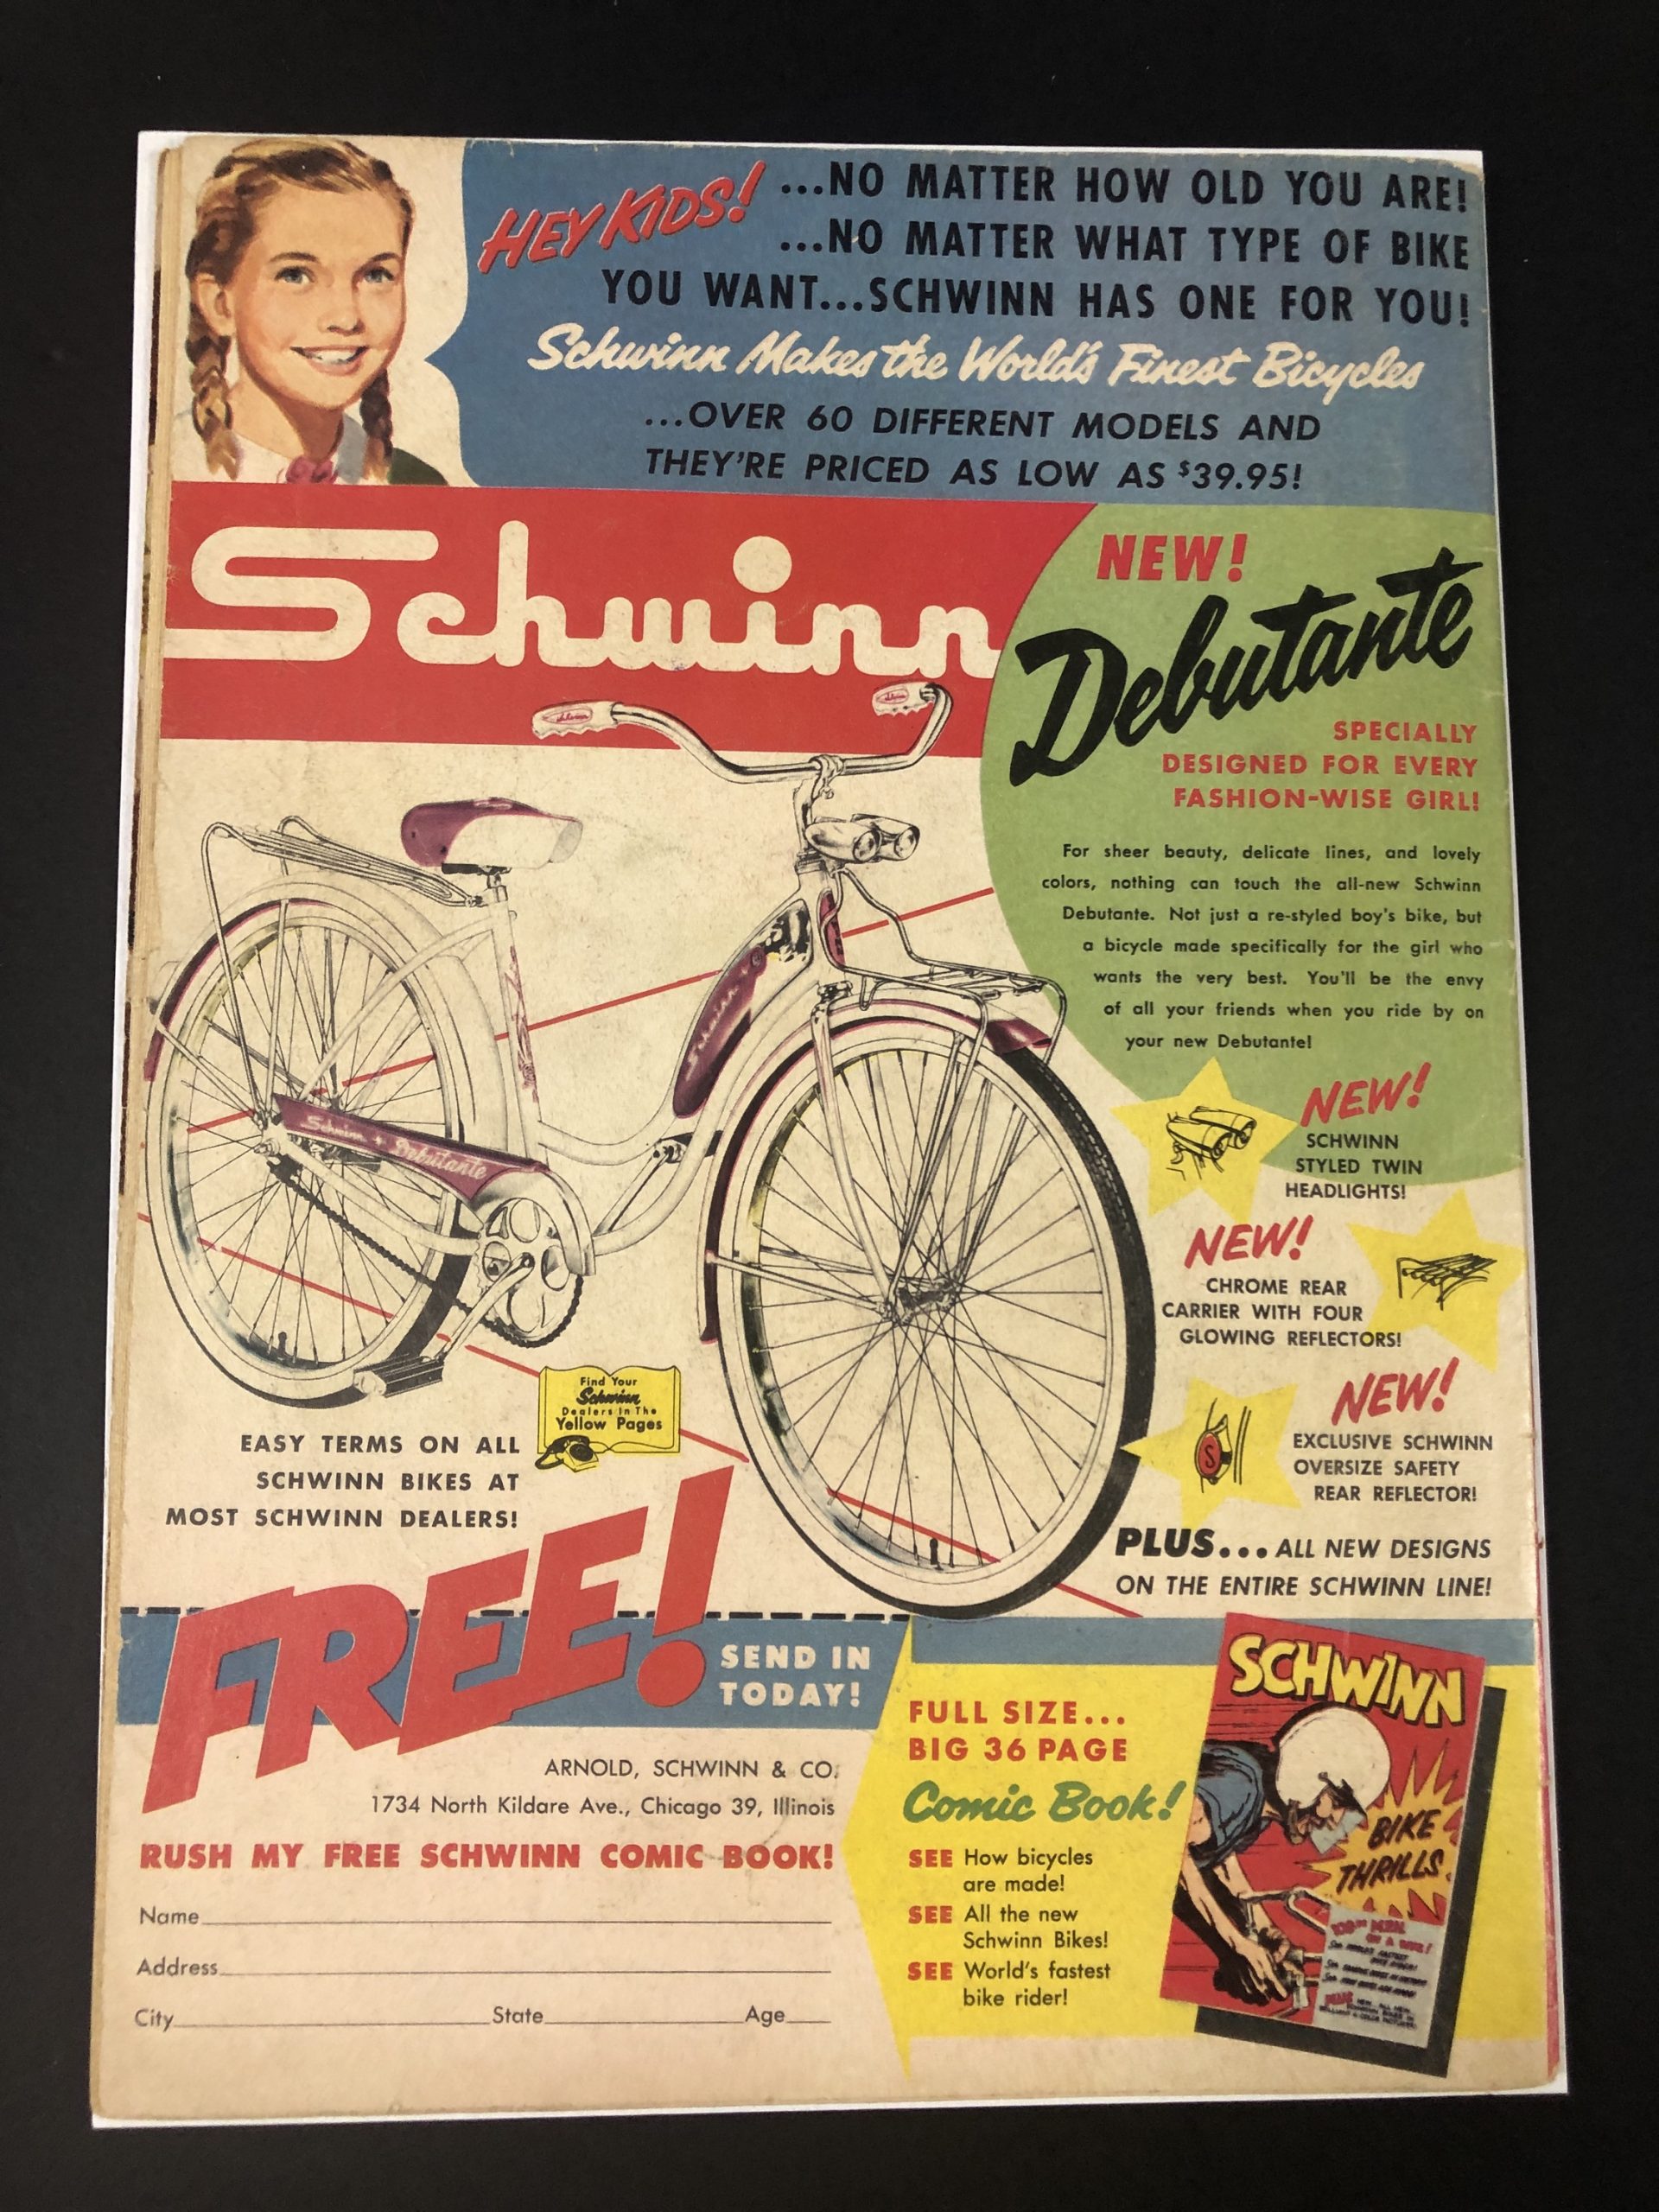 HEY KIDS! ...NO MATTER HOW OLD YOU ARE!
...NO MATTER WHAT TYPE OF BIKE
YOU WANT...SCHWINN HAS ONE FOR YOU!
Schwinn Makes the World's Finest Bicycles
...OVER 60 DIFFERENT MODELS AND
THEY'RE PRICED AS LOW AS $39.95!
Schwinn
NEW!
Debutante
SPECIALLY
DESIGNED FOR EVERY
FASHION-WISE GIRL!
For sheer beauty, delicate lines, and lovely
colors, nothing can touch the all-new Schwinn
Debutante. Not just a re-styled boy's bike, but
a bicycle made specifically for the girl who
wants the very best. You'll be the envy
of all your friends when you ride by on
your new Debutante!
Schwinn
Schwinn
Schwinn
Schwinn + Debutante
NEW!
SCHWINN
STYLED TWIN
HEADLIGHTS!
NEW!
CHROME REAR
CARRIER WITH FOUR
GLOWING REFLECTORS!
NEW!
S
EXCLUSIVE SCHWINN
OVERSIZE SAFETY
REAR REFLECTOR!
PLUS... ALL NEW DESIGNS
ON THE ENTIRE SCHWINN LINE!
Find Your
Schwinn
Dealers In The
Yellow Pages
EASY TERMS ON ALL
SCHWINN BIKES AT
MOST SCHWINN DEALERS!
FREE!
SEND IN
TODAY!
ARNOLD, SCHWINN & CO.
1734 North Kildare Ave., Chicago 39, Illinois
RUSH MY FREE SCHWINN COMIC BOOK!
Name
Address
City State Age
FULL SIZE...
BIG 36 PAGE
Comic Book!
SEE How bicycles
are made!
SEE All the new
Schwinn Bikes!
SEE World's fastest
bike rider!
SCHWINN
BIKE
THRILLS